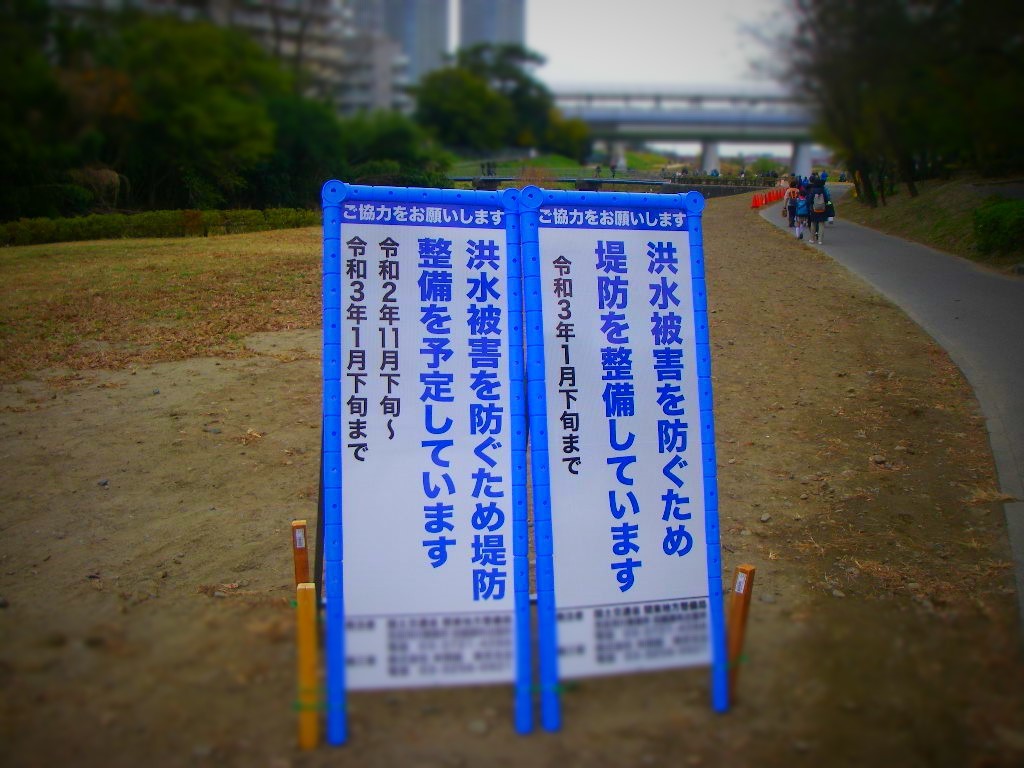 ご協力をお願いします
洪水被害を防ぐため堤防
整備を予定しています
令和2年11月下旬～
令和3年1月下旬まで
ご協力をお願いします
洪水被害を防ぐため
堤防を整備しています
令和3年1月下旬まで